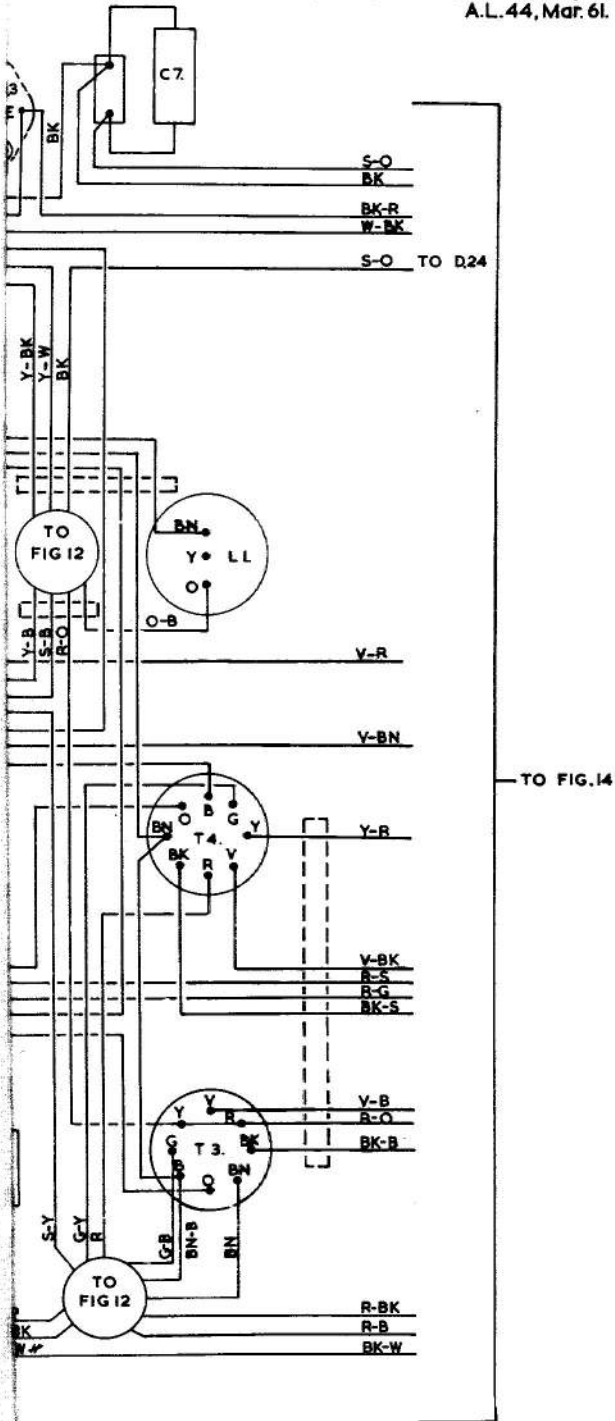 A.L.44, Mar. 61.
C7.
3
E
BK
S-O
BK
BK-R
W-BK
S-O TO D.24
Y-BK
Y-W
BK
TO
FIG 12
BN
Y LL
O
O-B
Y-B
S-B
R-O
V-R
V-BN
TO FIG.14
B
O G
BN Y
T4.
BK R V
Y-R
V-BK
R-S
R-G
BK-S
V
Y R
G T3. BK
B BN
O
V-B
R-O
BK-B
S-Y
G-Y
R
G-B
BN-B
BN
TO
FIG 12
R-BK
R-B
BK
W
BK-W